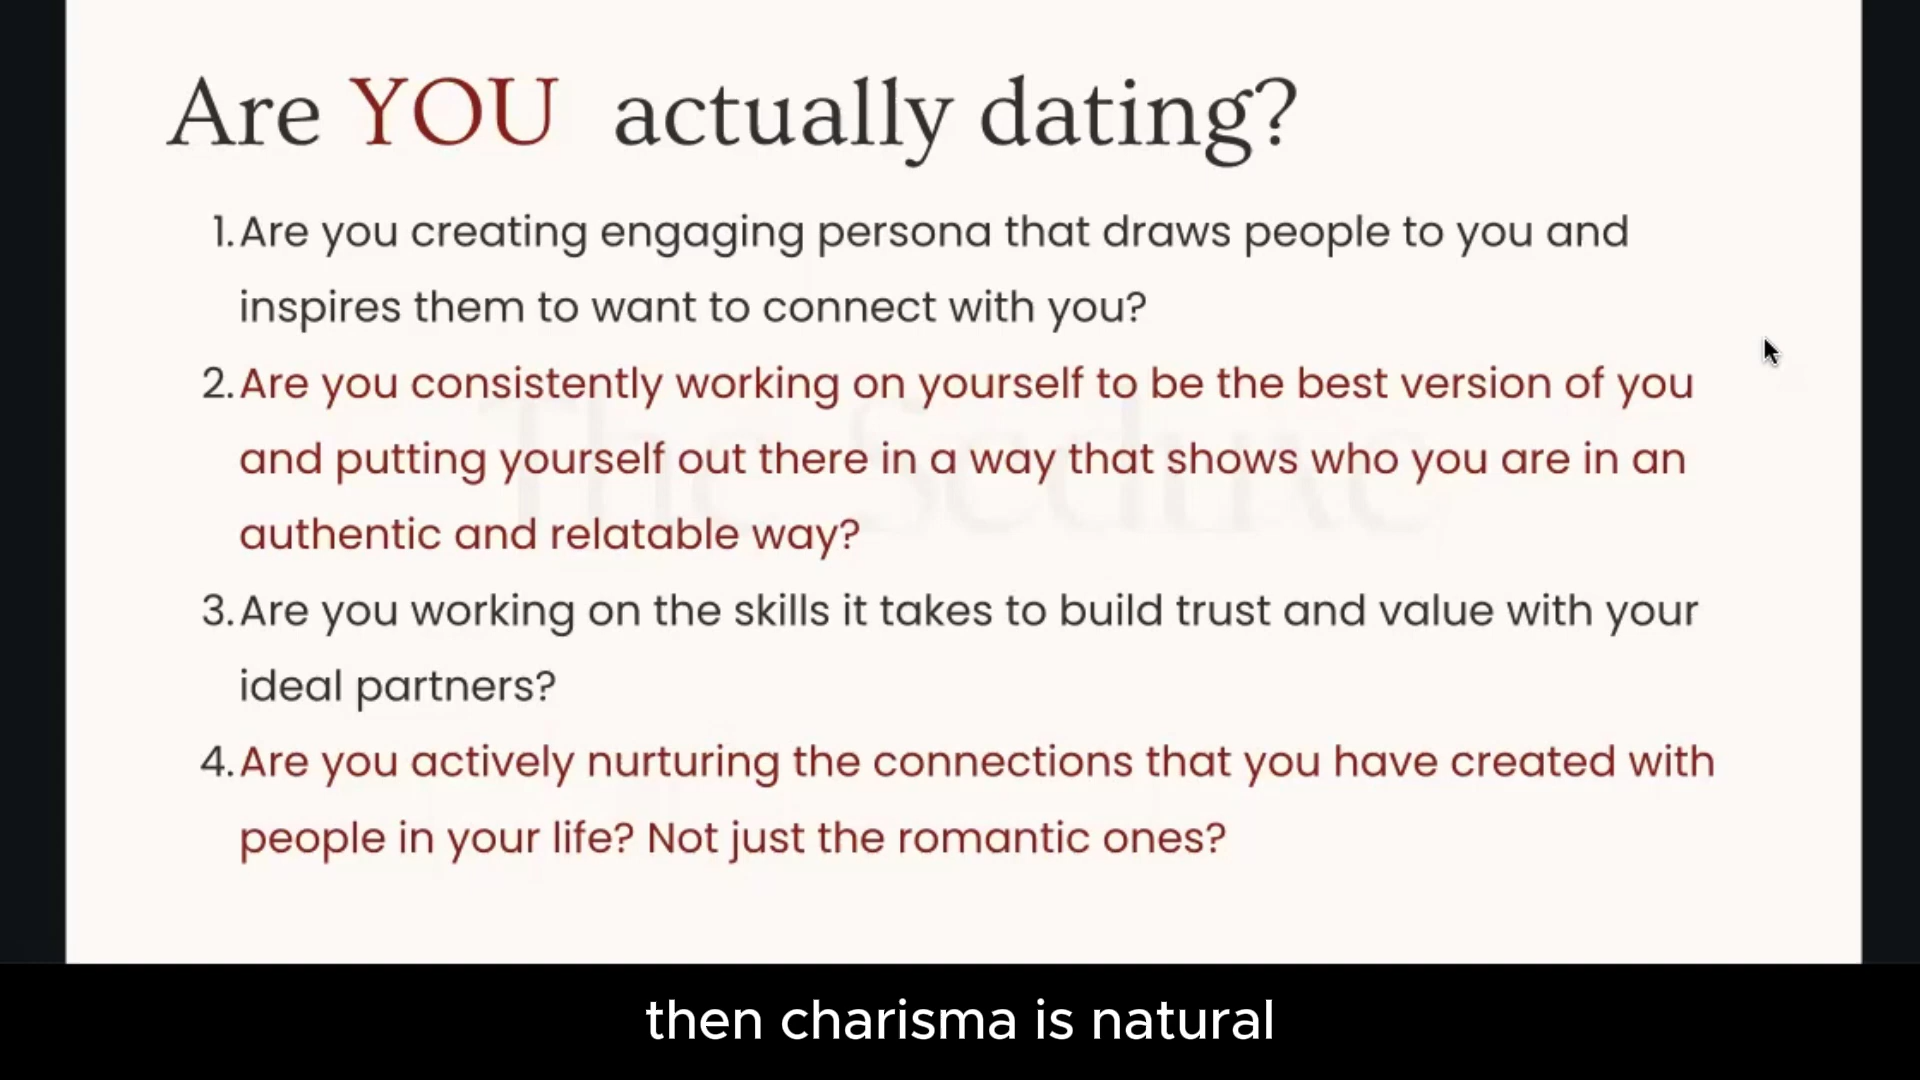 Are YOU actually dating?
1. Are you creating engaging persona that draws people to you and
inspires them to want to connect with you?
2. Are you consistently working on yourself to be the best version of you
and putting yourself out there in a way that shows who you are in an
authentic and relatable way?
3. Are you working on the skills it takes to build trust and value with your
ideal partners?
4. Are you actively nurturing the connections that you have created with
people in your life? Not just the romantic ones?
then charisma is natural